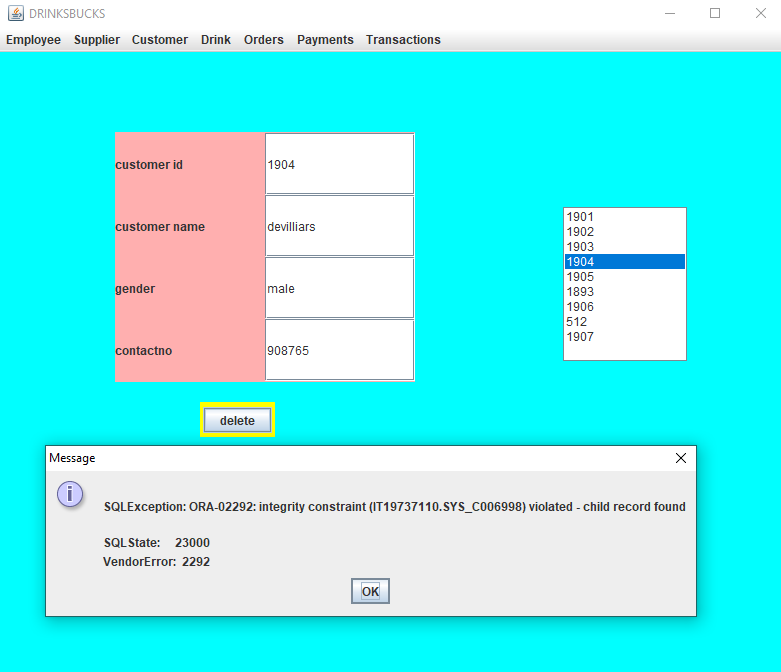 DRINKSBUCKS
Employee Supplier Customer Drink Orders Payments Transactions
customer id 1904
customer name devilliars
gender male
contactno 908765
1901
1902
1903
1904
1905
1893
1906
512
1907
delete
Message
SQLException: ORA-02292: integrity constraint (IT19737110.SYS_C006998) violated - child record found
SQLState: 23000
VendorError: 2292
OK